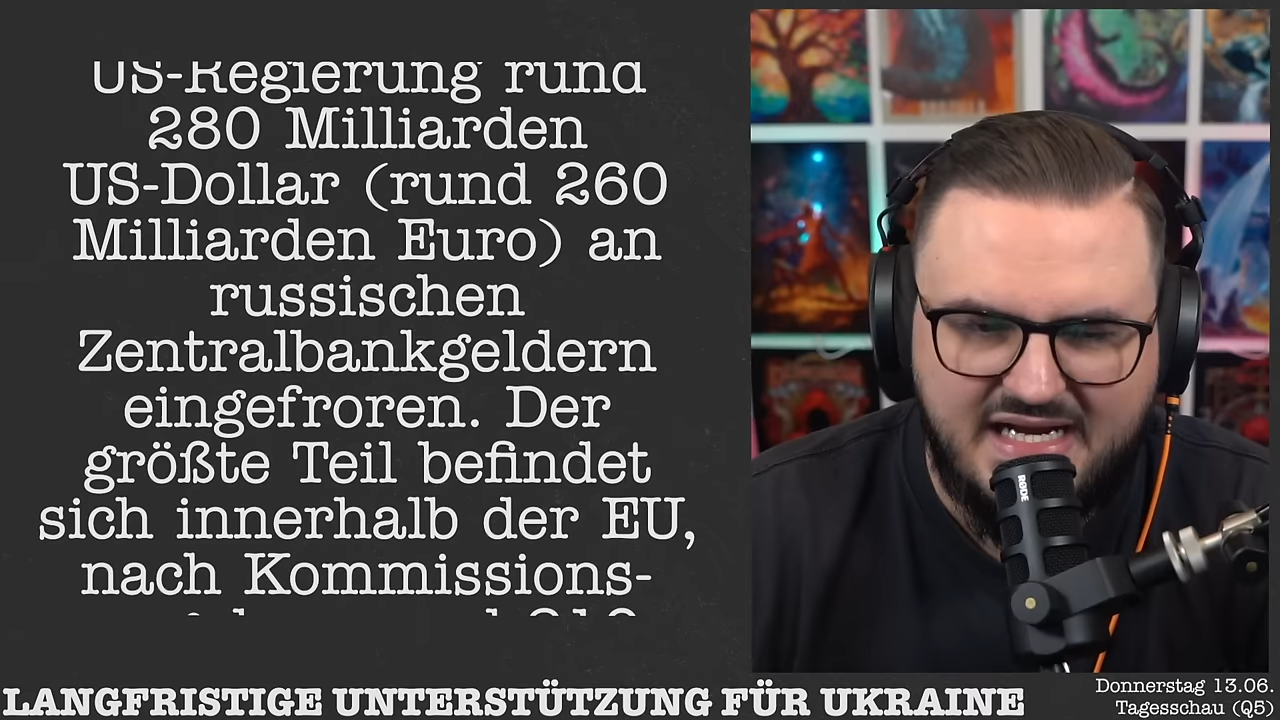 US-Regierung rund
280 Milliarden
US-Dollar (rund 260
Milliarden Euro) an
russischen
Zentralbankgeldern
eingefroren. Der
größte Teil befindet
sich innerhalb der EU,
nach Kommissions-
RODE
LANGFRISTIGE UNTERSTÜTZUNG FÜR UKRAINE
Donnerstag 13.06.
Tagesschau (Q5)